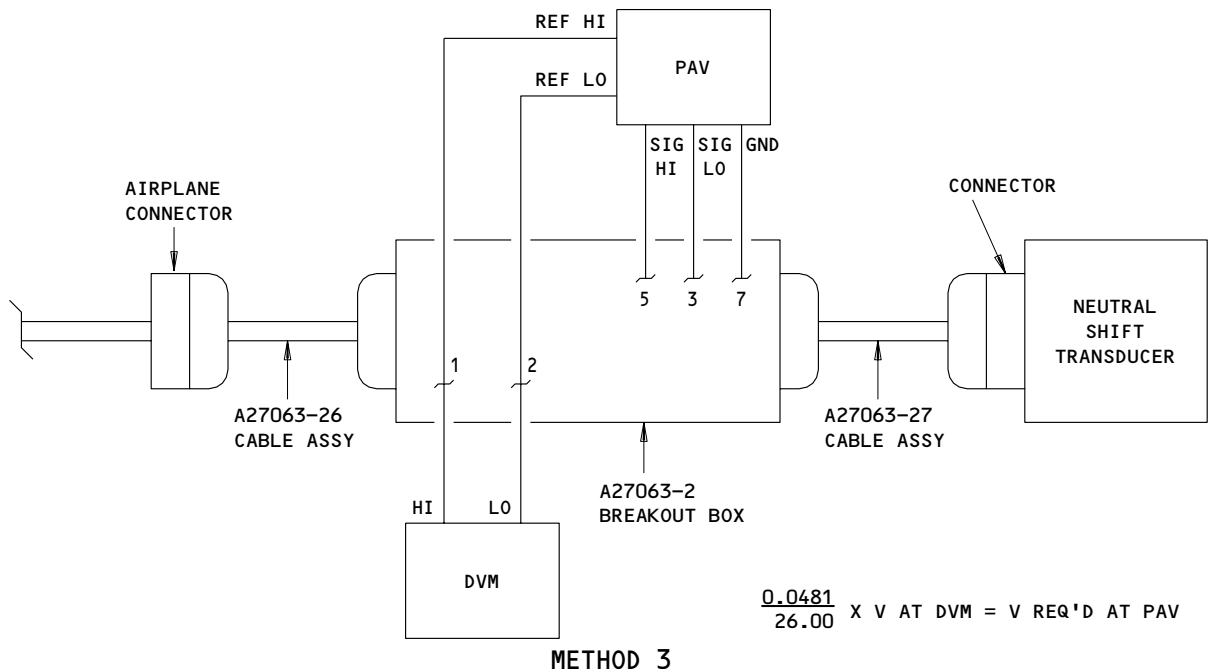 REF HI
REF LO
PAV
SIG HI
SIG LO
GND
AIRPLANE
CONNECTOR
CONNECTOR
5
3
7
NEUTRAL
SHIFT
TRANSDUCER
1
2
A27063-26
CABLE ASSY
A27063-27
CABLE ASSY
A27063-2
BREAKOUT BOX
HI
LO
DVM
0.0481
26.00
X V AT DVM = V REQ'D AT PAV
METHOD 3